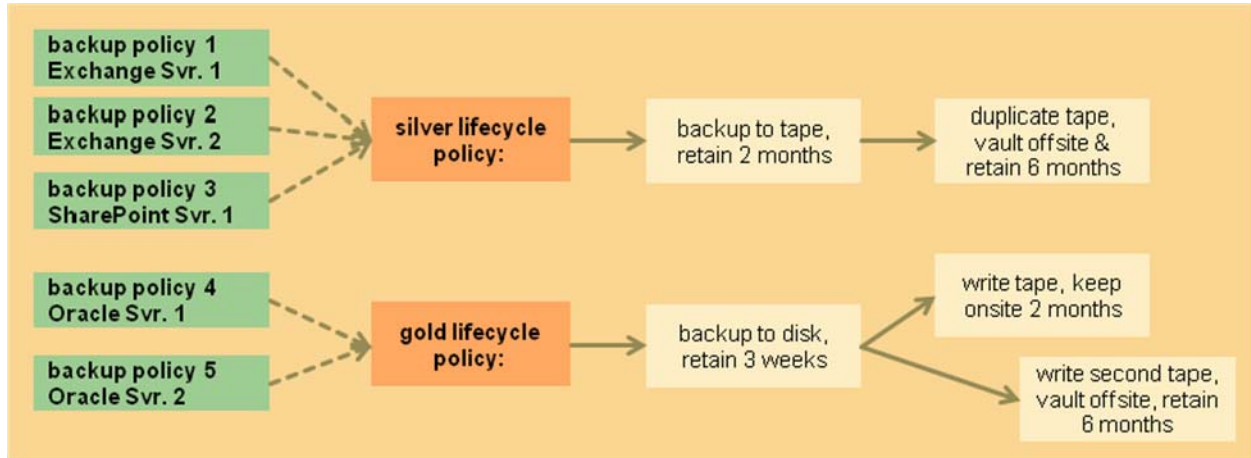 backup policy 1
Exchange Svr. 1
backup policy 2
Exchange Svr. 2
backup policy 3
SharePoint Svr. 1
silver lifecycle
policy:
backup to tape,
retain 2 months
duplicate tape,
vault offsite &
retain 6 months
backup policy 4
Oracle Svr. 1
backup policy 5
Oracle Svr. 2
gold lifecycle
policy:
backup to disk,
retain 3 weeks
write tape, keep
onsite 2 months
write second tape,
vault offsite, retain
6 months